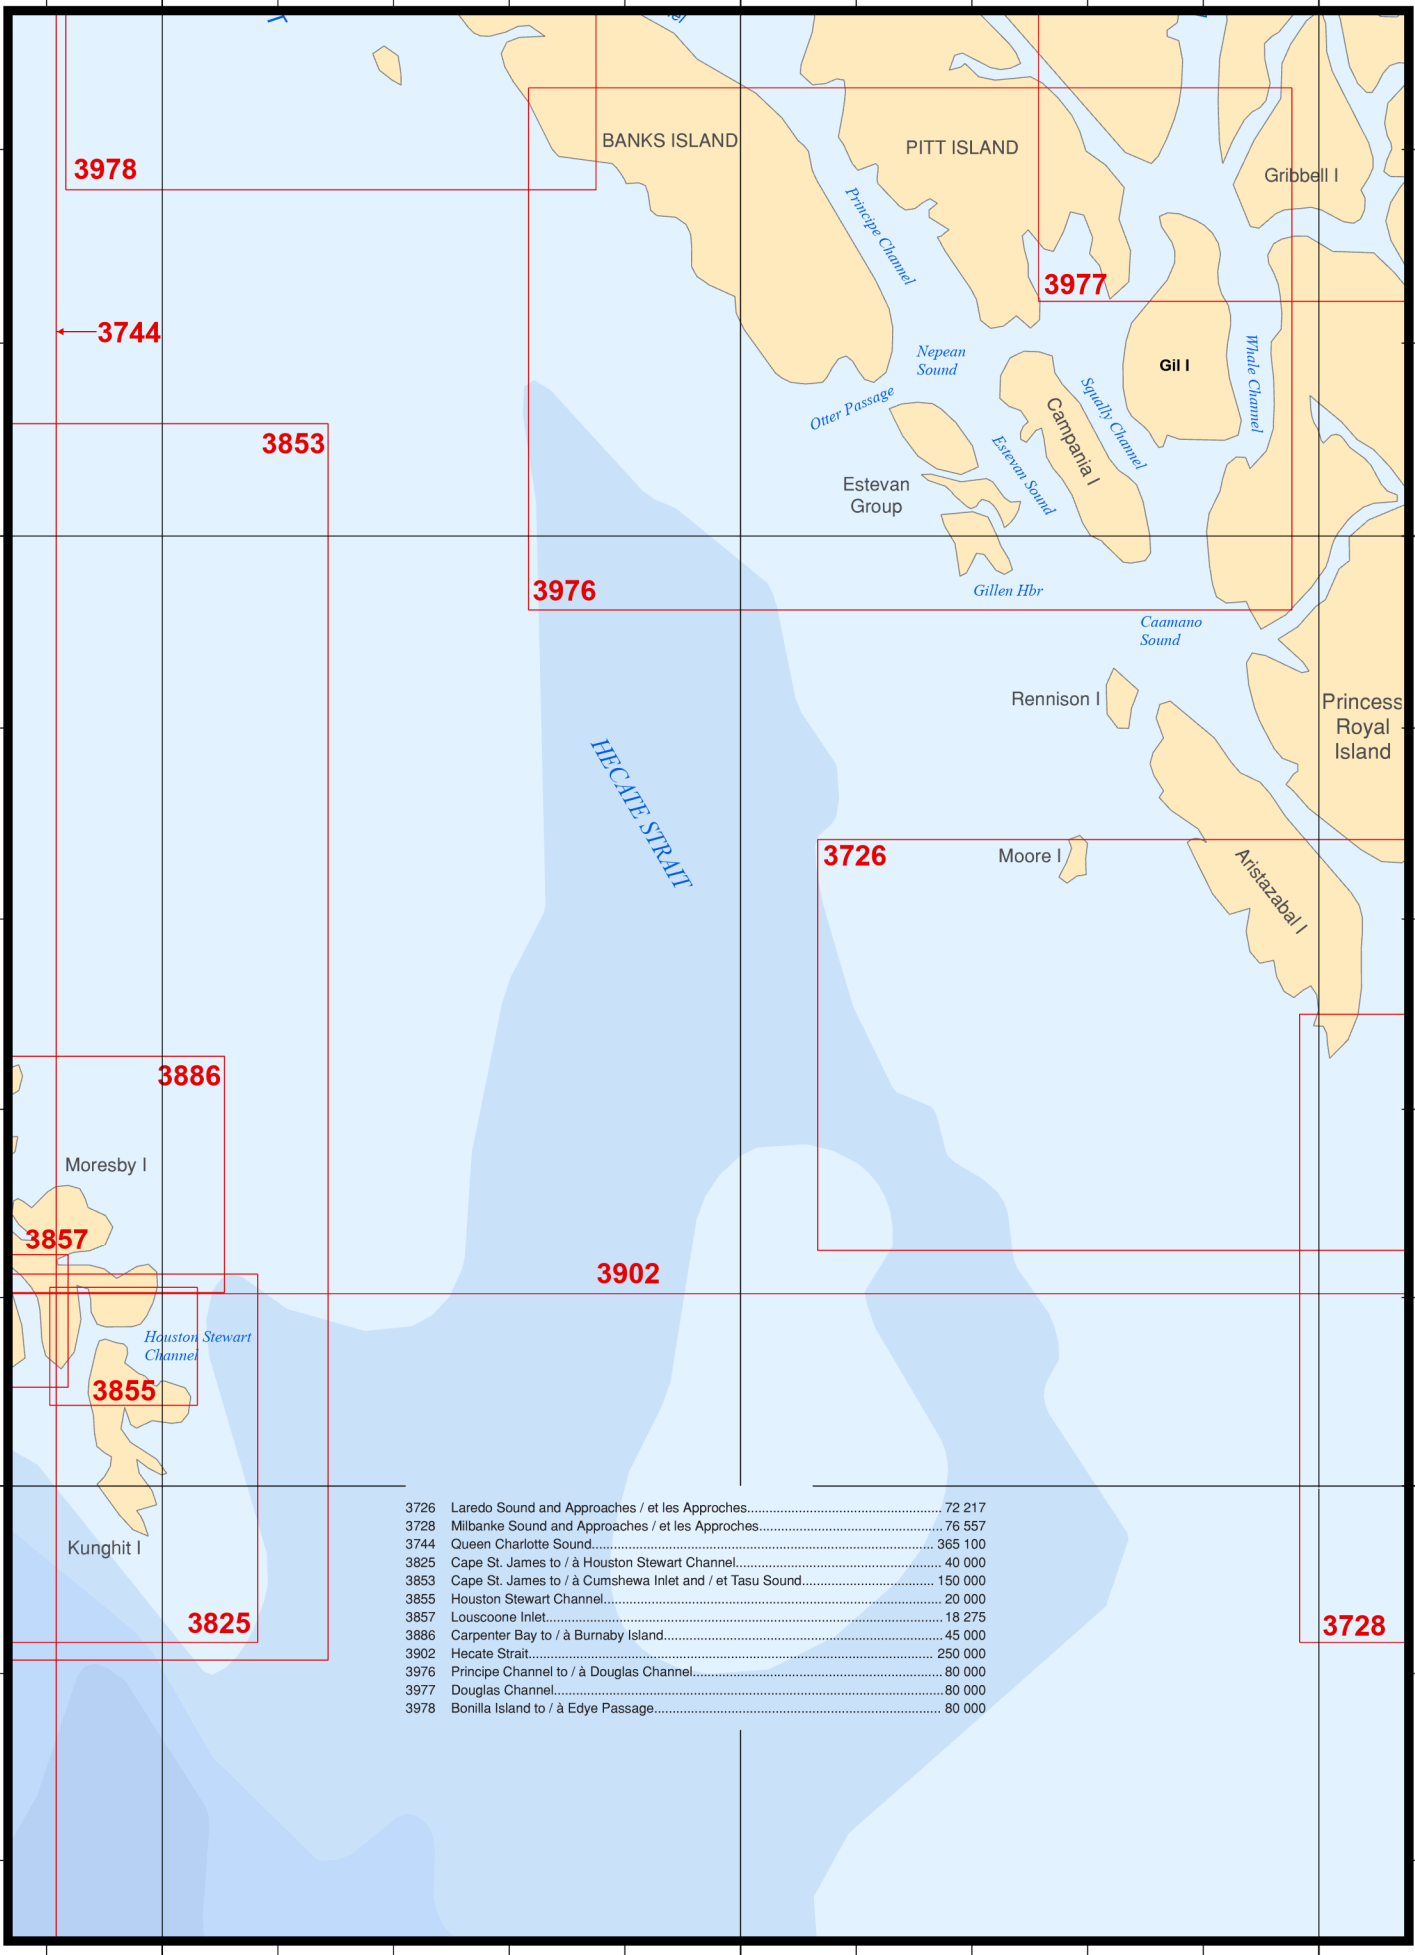 BANKS ISLAND
PITT ISLAND
3978
Gribbell I
Principe Channel
3977
3744
Nepean
Sound
Gil I
Whale Channel
Otter Passage
Squally Channel
Campania I
3853
Estevan Sound
Estevan
Group
3976
Gillen Hbr
Caamano
Sound
Rennison I
Princess
Royal
Island
HECATE STRAIT
3726
Moore I
Aristazabal I
3886
Moresby I
3857
3902
Houston Stewart
Channel
3855
Kunghit I
3825
3728
3726 Laredo Sound and Approaches / et les Approches 72 217
3728 Milbanke Sound and Approaches / et les Approches 76 557
3744 Queen Charlotte Sound 365 100
3825 Cape St. James to / à Houston Stewart Channel 40 000
3853 Cape St. James to / à Cumshewa Inlet and / et Tasu Sound 150 000
3855 Houston Stewart Channel 20 000
3857 Louscoone Inlet 18 275
3886 Carpenter Bay to / à Burnaby Island 45 000
3902 Hecate Strait 250 000
3976 Principe Channel to / à Douglas Channel 80 000
3977 Douglas Channel 80 000
3978 Bonilla Island to / à Edye Passage 80 000